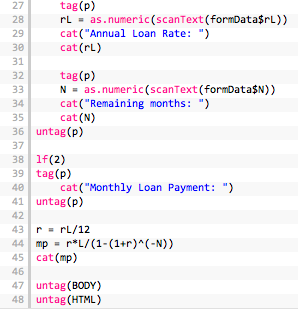 27 tag(p)
28 rL = as.numeric(scanText(formData$rL))
29 cat("Annual Loan Rate: ")
30 cat(rL)
31
32 tag(p)
33 N = as.numeric(scanText(formData$N))
34 cat("Remaining months: ")
35 cat(N)
36 untag(p)
37
38 lf(2)
39 tag(p)
40 cat("Monthly Loan Payment: ")
41 untag(p)
42
43 r = rL/12
44 mp = r*L/(1-(1+r)^(-N))
45 cat(mp)
46
47 untag(BODY)
48 untag(HTML)